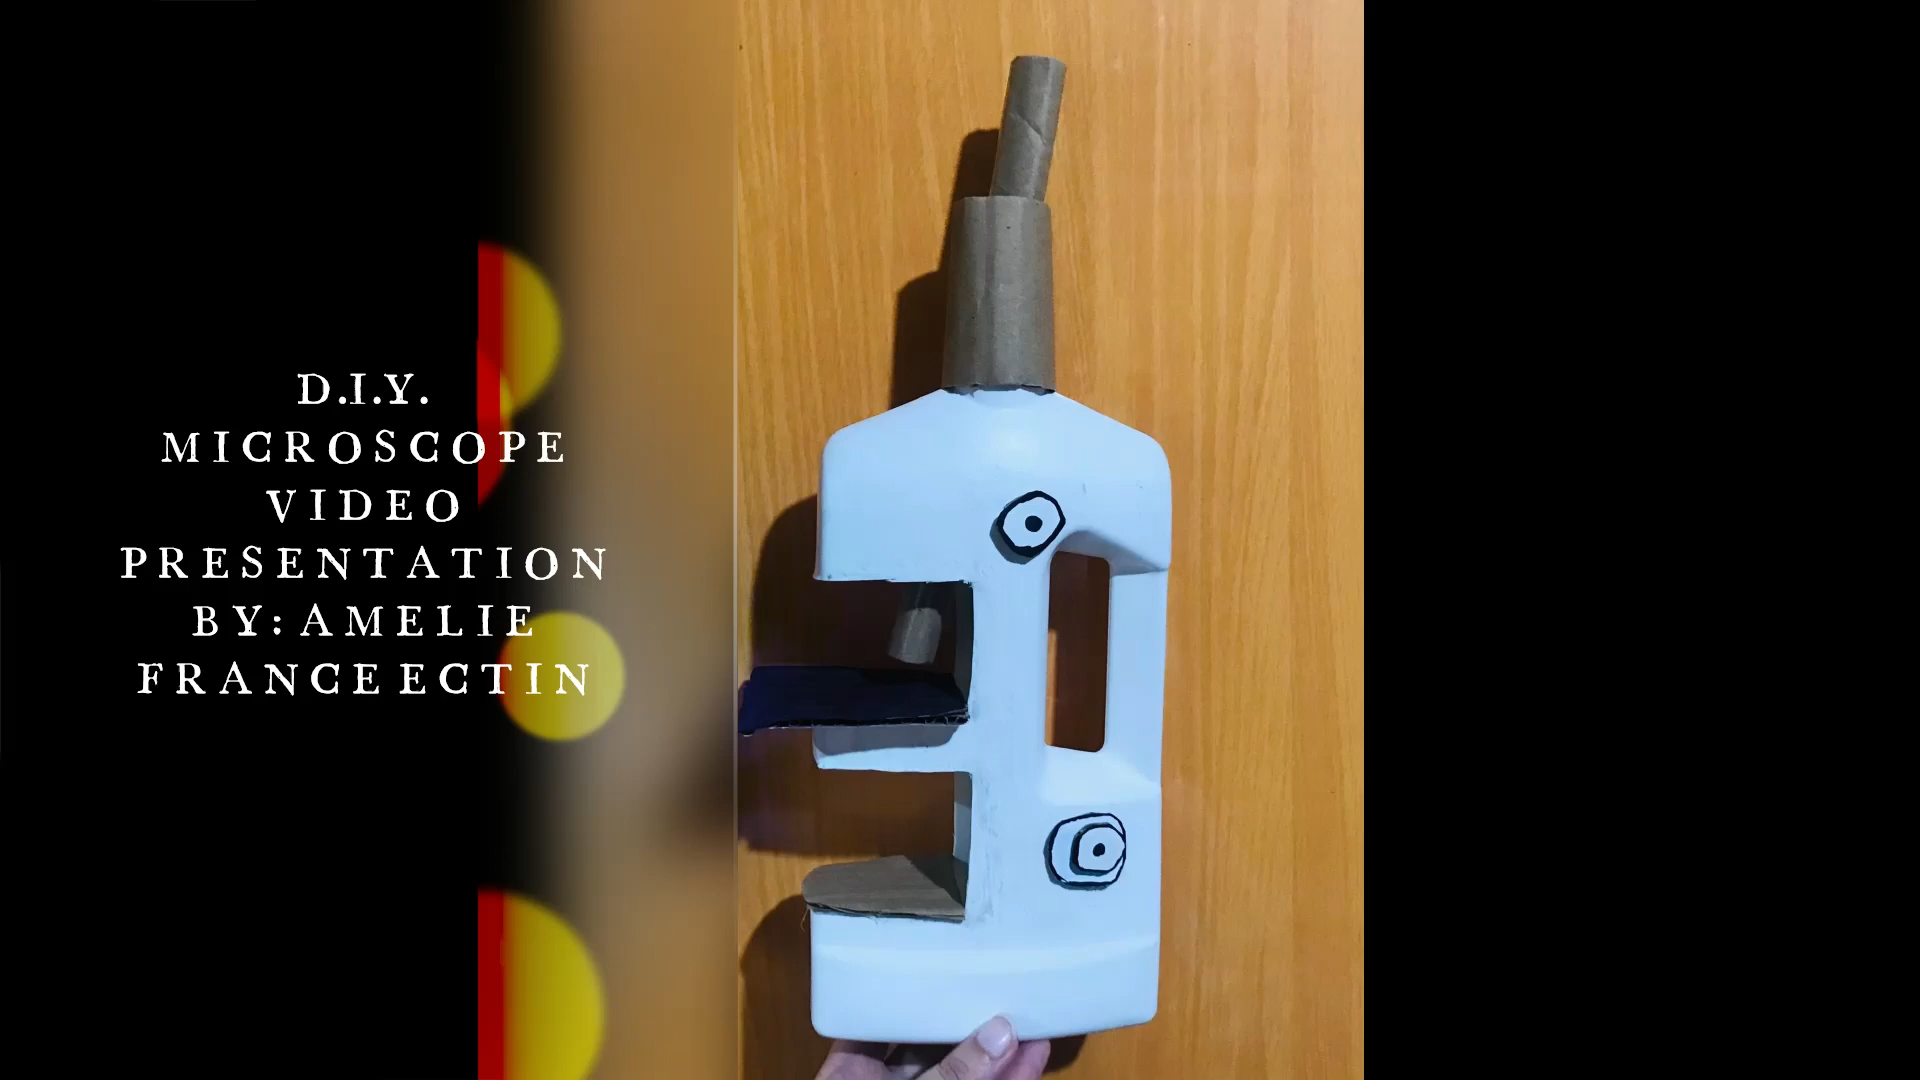 D.I.Y.
MICROSCOPE
VIDEO
PRESENTATION
BY: AMELIE
FRANCE ECTIN